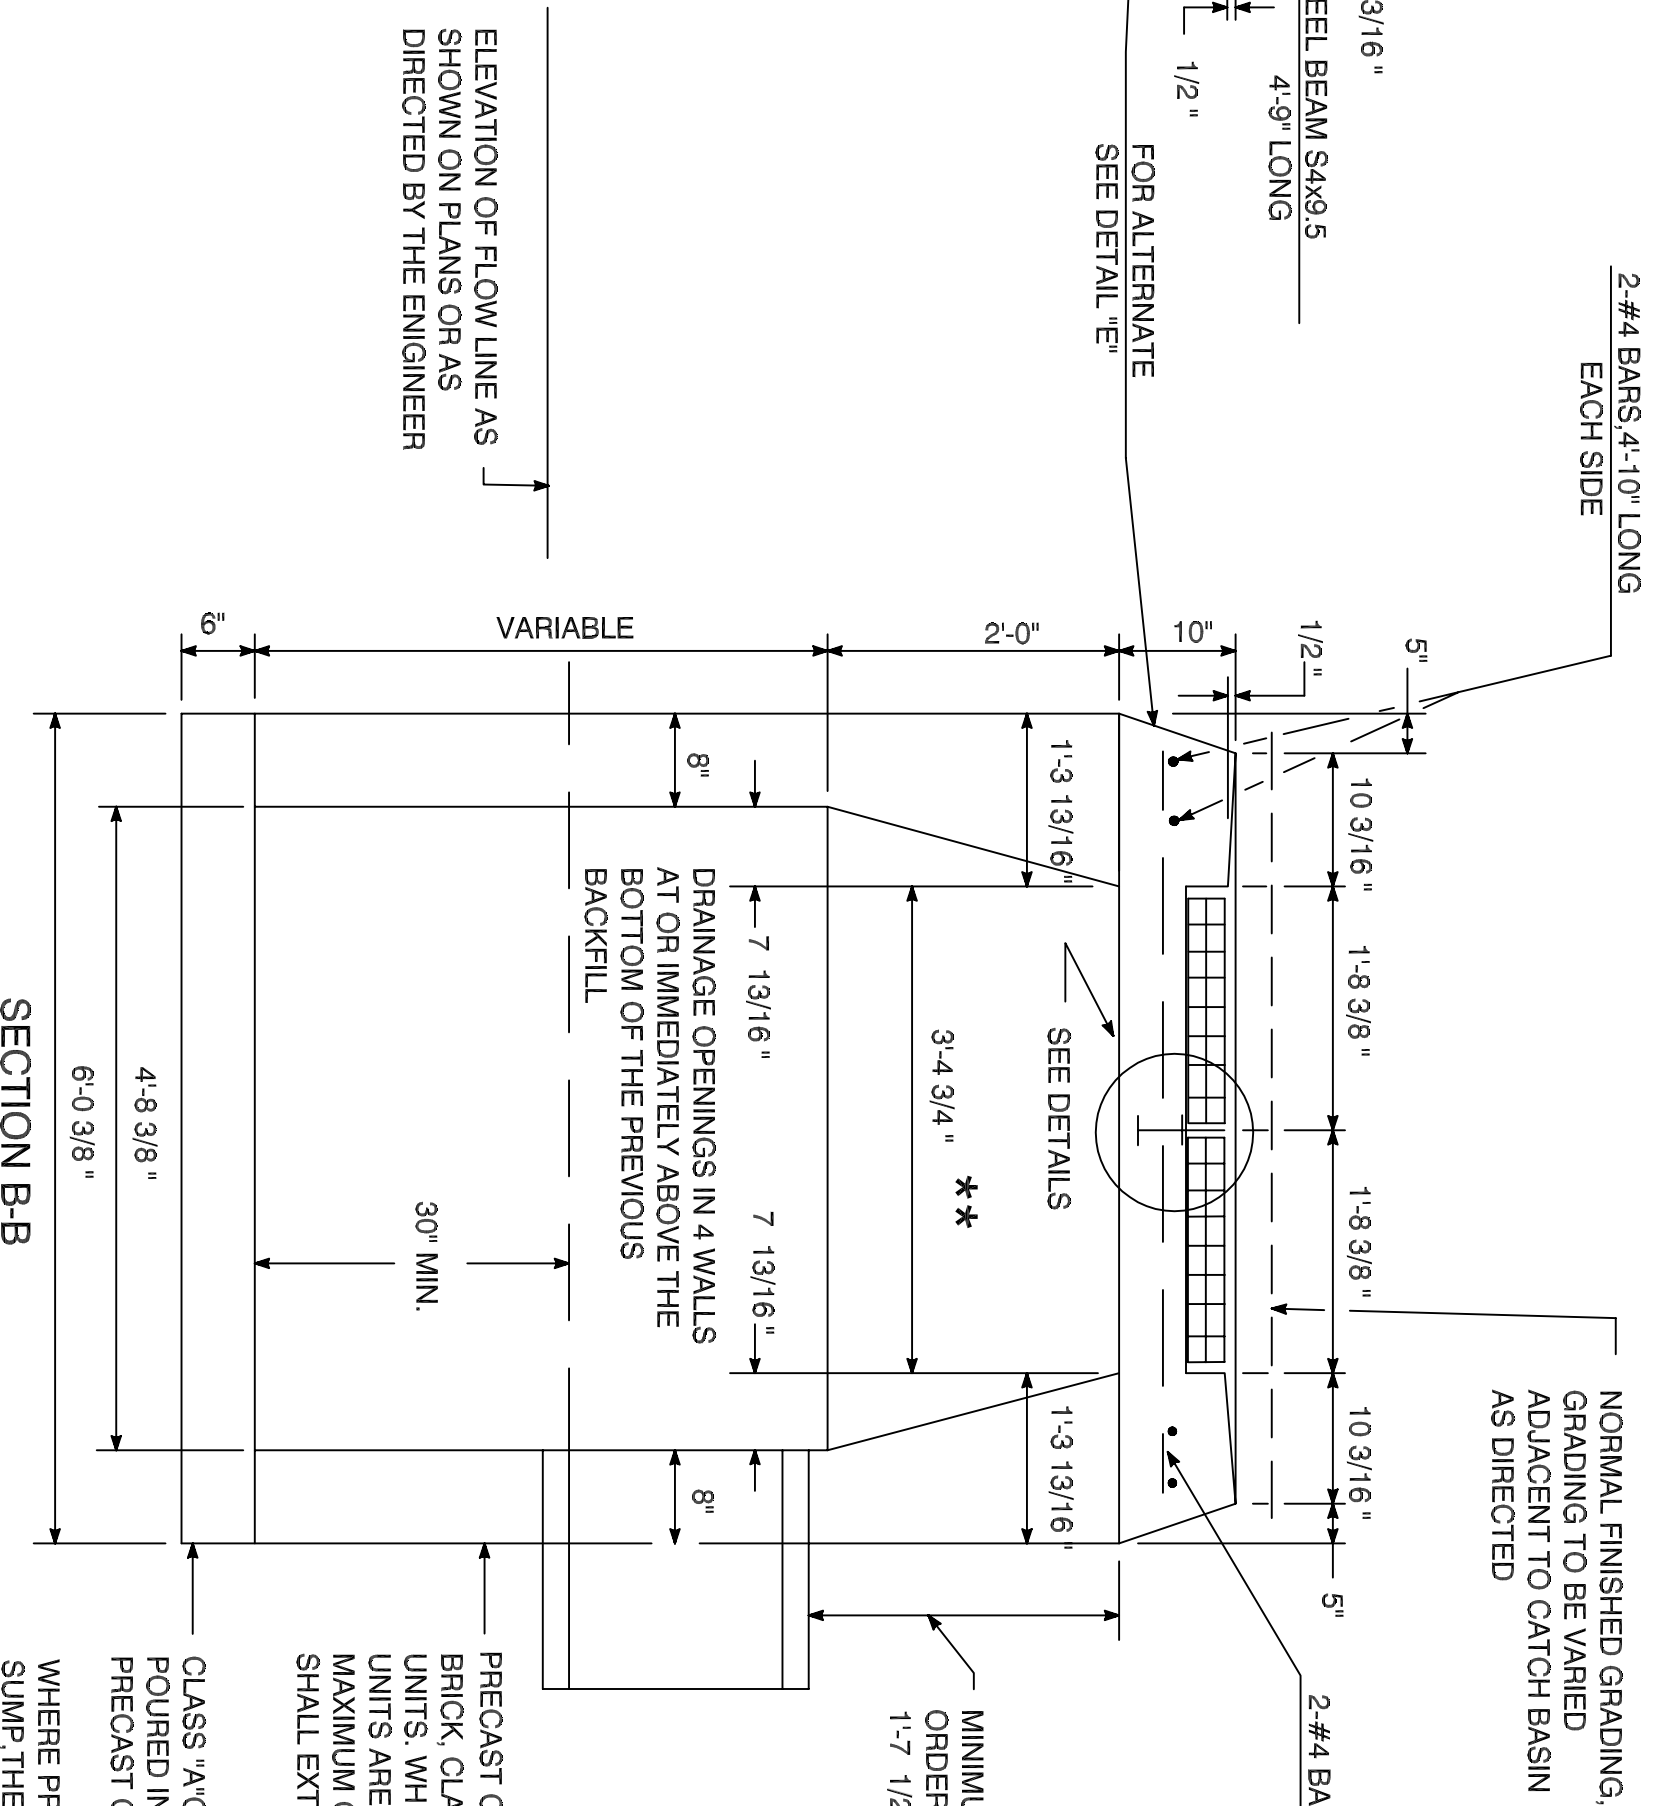 3/16 "
EEL BEAM S4x9.5
4'-9" LONG
1/2 "
2-#4 BARS,4'-10" LONG
EACH SIDE
FOR ALTERNATE
SEE DETAIL "E"
ELEVATION OF FLOW LINE AS
SHOWN ON PLANS OR AS
DIRECTED BY THE ENIGINEER
NORMAL FINISHED GRADING,
GRADING TO BE VARIED
ADJACENT TO CATCH BASIN
AS DIRECTED
5"
10 3/16 "
1'-8 3/8 "
1'-8 3/8 "
10 3/16 "
5"
1/2 "
10"
2'-0"
VARIABLE
6"
2-#4 BA
1'-3 13/16 "
SEE DETAILS
1'-3 13/16 "
3'-4 3/4 " **
7 13/16 "
7 13/16 "
8"
8"
DRAINAGE OPENINGS IN 4 WALLS
AT OR IMMEDIATELY ABOVE THE
BOTTOM OF THE PREVIOUS
BACKFILL
30" MIN.
4'-8 3/8 "
6'-0 3/8 "
SECTION B-B
MINIMU
ORDER
1'-7 1/2
PRECAST C
BRICK, CLA
UNITS. WH
UNITS ARE
MAXIMUM
SHALL EXT
CLASS "A"
POURED IN
PRECAST
WHERE PR
SUMP,THE